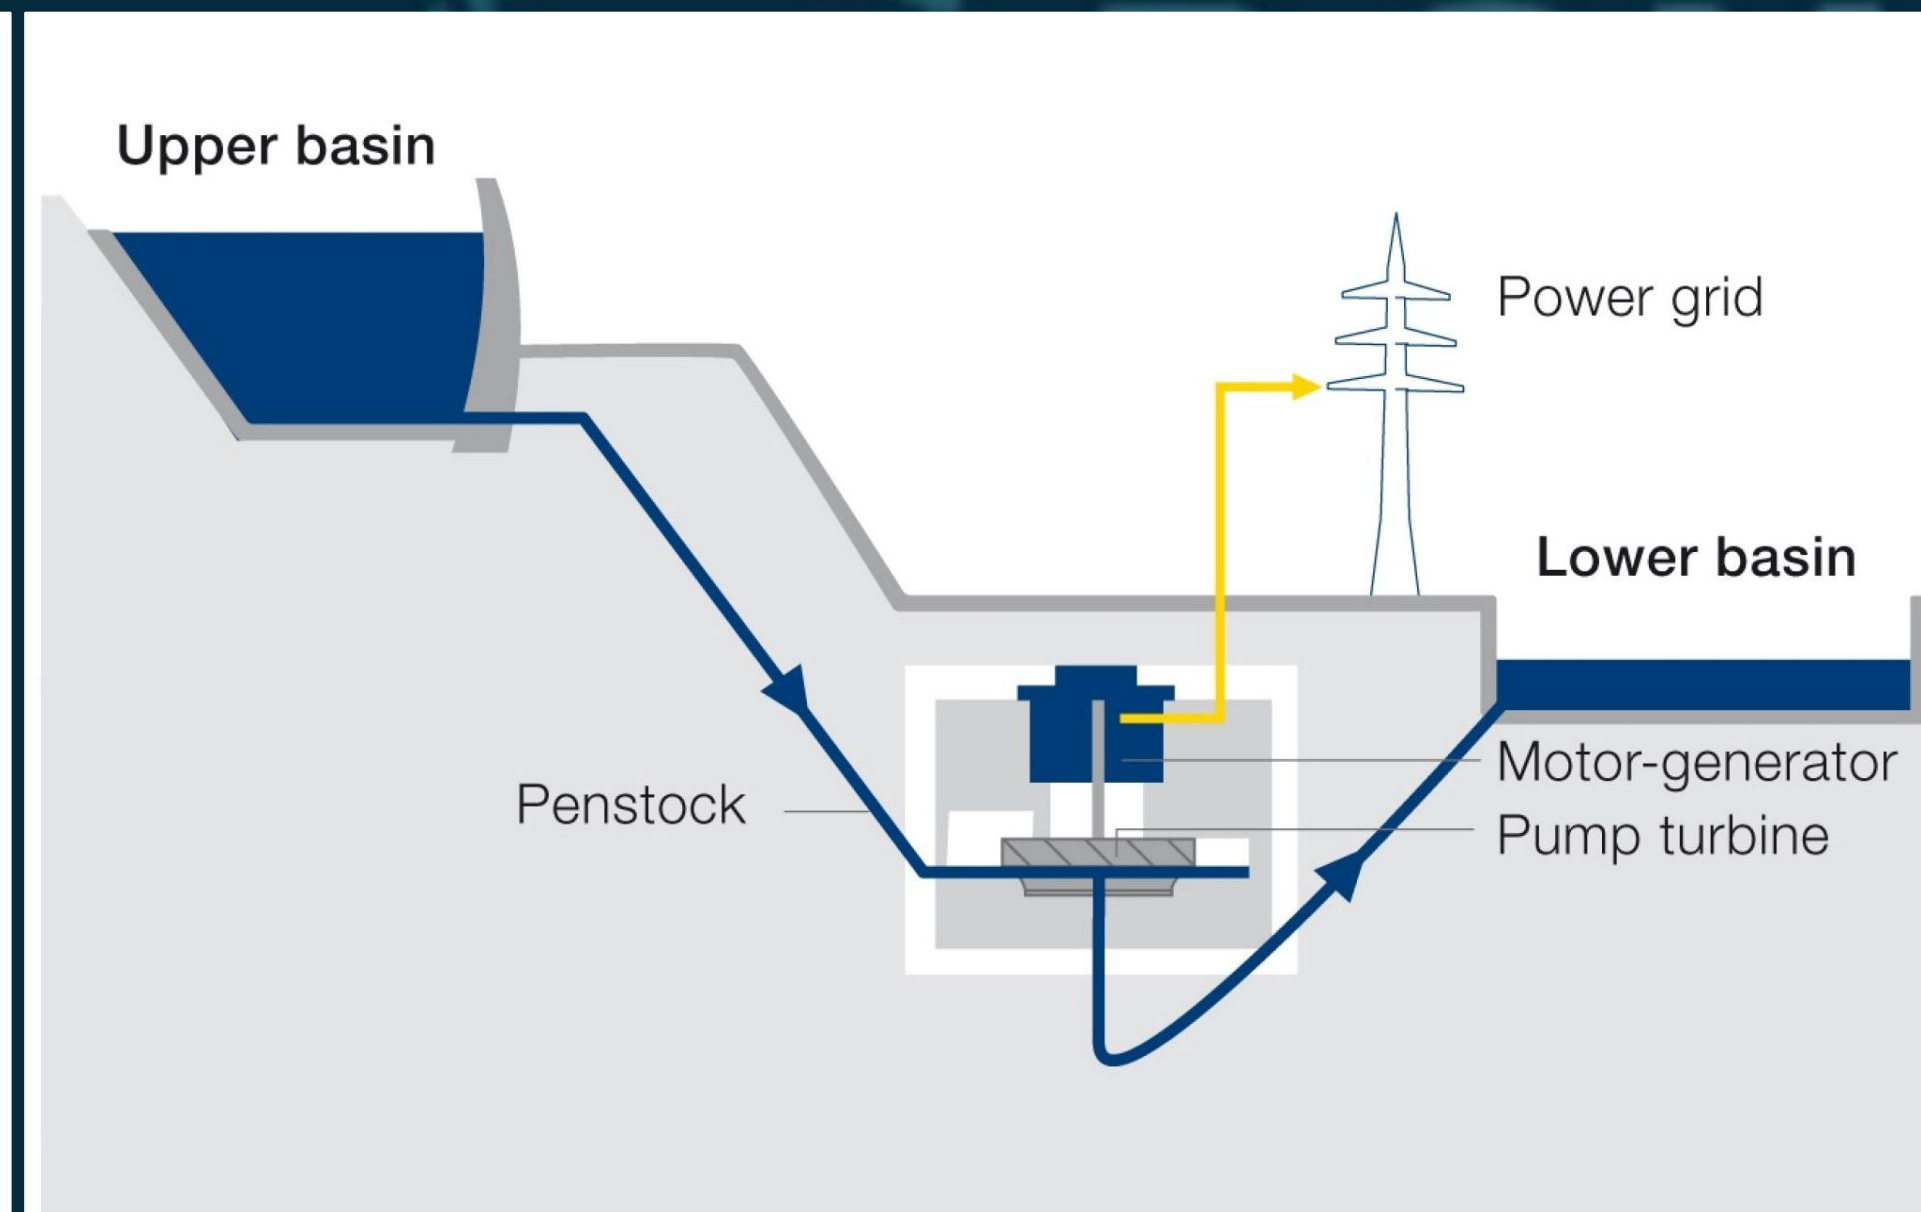 Upper basin
Power grid
Lower basin
Motor-generator
Penstock
Pump turbine